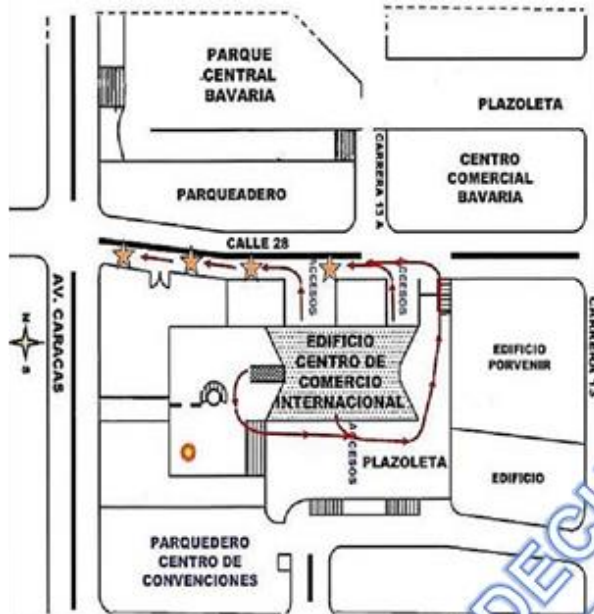 PARQUE
CENTRAL
BAVARIA
PLAZOLETA
CENTRO
COMERCIAL
BAVARIA
CARRERA 13 A
PARQUEADERO
CALLE 28
ACCESOS
ACCESOS
AV. CARACAS
N
S
EDIFICIO
CENTRO DE
COMERCIO
INTERNACIONAL
EDIFICIO
PORVENIR
CARRERA 13
ACCESOS
PLAZOLETA
EDIFICIO
PARQUEDERO
CENTRO DE
CONVENCIONES
DECU